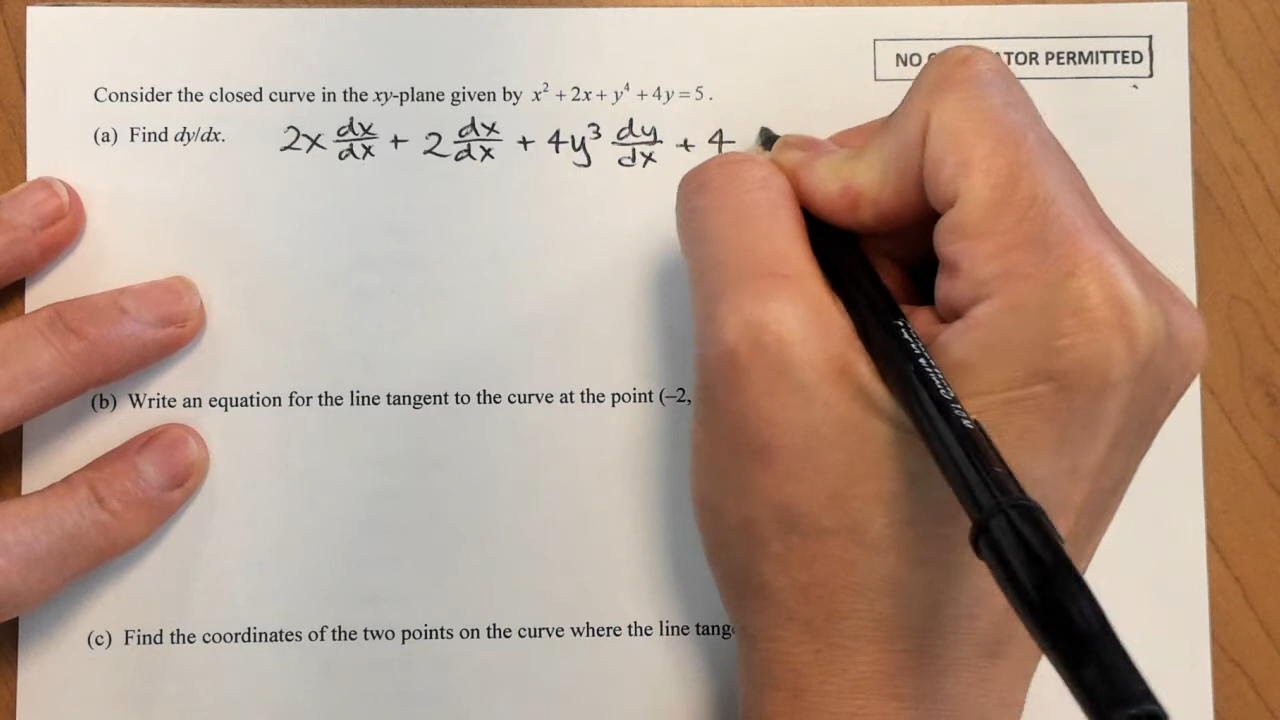 NO TOR PERMITTED
Consider the closed curve in the xy-plane given by x² + 2x + y⁴ + 4y = 5.
(a) Find dy/dx. 2x dx/dx + 2 dx/dx + 4y³ dy/dx + 4
(b) Write an equation for the line tangent to the curve at the point (–2,
(c) Find the coordinates of the two points on the curve where the line tang